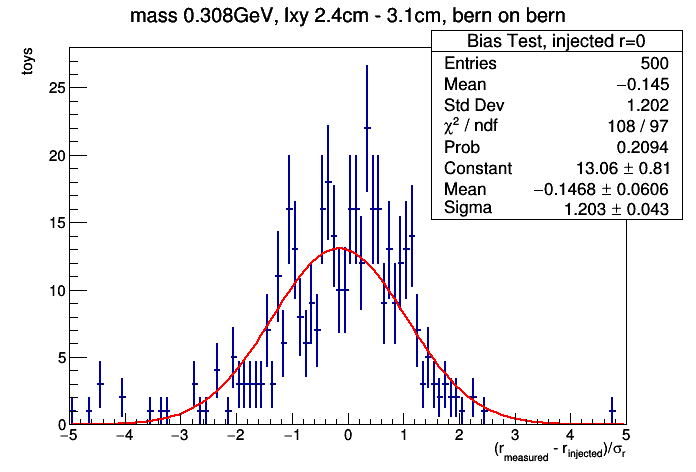 mass 0.308GeV, lxy 2.4cm - 3.1cm, bern on bern
Bias Test, injected r=0
Entries 500
Mean −0.145
Std Dev 1.202
χ² / ndf 108 / 97
Prob 0.2094
Constant 13.06 ± 0.81
Mean −0.1468 ± 0.0606
Sigma 1.203 ± 0.043
toys
25
20
15
10
5
0
−5 −4 −3 −2 −1 0 1 2 3 4 5
(r_measured - r_injected)/σ_r